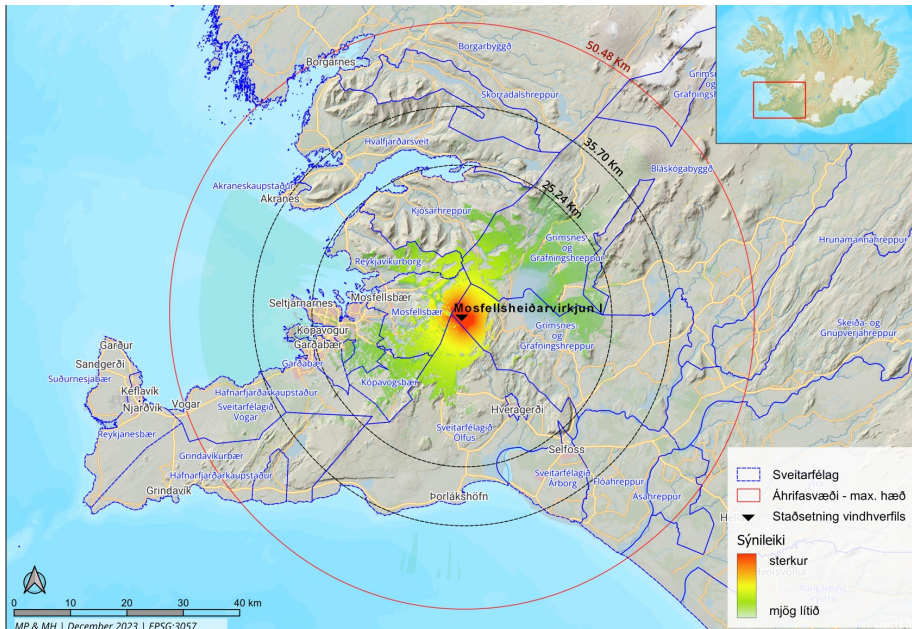 50.48 Km
Borgarbyggð
Borgarnes
Grímsnes-
og
Grafningshreppur
Skorradalshreppur
35.70 Km
Hvalfjarðarsveit
Bláskógabyggð
25.24 Km
Akraneskaupstaður
Akranes
Kjósarhreppur
Grímsnes-
og
Grafningshreppur
Hrunamannahreppur
Reykjavíkurborg
Mosfellsbær
Seltjarnarnes
Mosfellsbær
Mosfellsheiðarvirkjun I
Skeiða- og
Gnúpverjahreppur
Kópavogur
Grímsnes-
og
Grafningshreppur
Garðabær
Garðabær
Garður
Sandgerði
Suðurnesjabær
Keflavík
Njarðvík
Vogar
Hafnarfjarðarkaupstaður
Kópavogsbær
Sveitarfélagið
Vogar
Hveragerði
Reykjanesbær
Sveitarfélagið
Ölfus
Selfoss
Grindavíkurbær
Hafnarfjarðarkaupstaður
Grindavík
Þorlákshöfn
Sveitarfélagið
Árborg
Flóahreppur
Ásahreppur
Sveitarfélag
Áhrifasvæði - max. hæð
Staðsetning vindhverfils
Sýnileiki
sterkur
mjög lítið
0 10 20 30 40 km
MP & MH | December 2023 | EPSG:3057